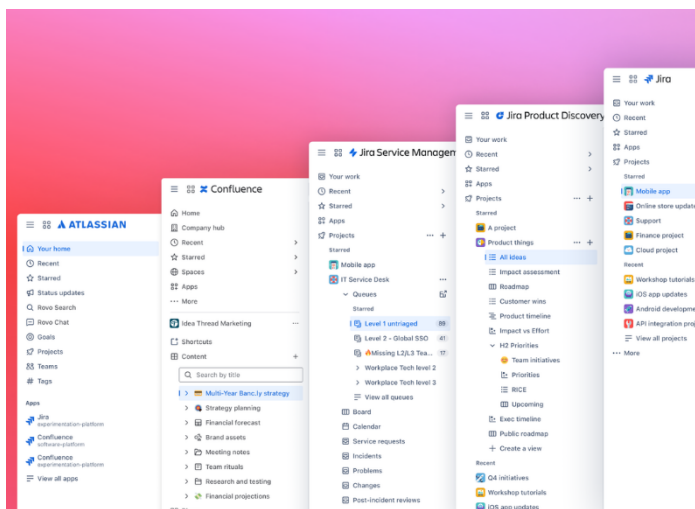 ATLASSIAN
Your home
Recent
Starred
Status updates
Rovo Search
Rovo Chat
Goals
Projects
Teams
Tags
Apps
Jira
experimentation-platform
Confluence
software-platform
Confluence
experimentation-platform
View all apps
Confluence
Home
Company hub
Recent
Starred
Spaces
Apps
More
Idea Thread Marketing
Shortcuts
Content
Search by title
Multi-Year Banc.ly strategy
Strategy planning
Financial forecast
Brand assets
Meeting notes
Team rituals
Research and testing
Financial projections
Jira Service Managem
Your work
Recent
Starred
Apps
Projects
Starred
Mobile app
IT Service Desk
Queues
Starred
Level 1 untriaged 88
Level 2 - Global SSO 41
🔥Missing L2/L3 Tea... 17
Workplace Tech level 2
Workplace Tech level 3
View all queues
Board
Calendar
Service requests
Incidents
Problems
Changes
Post-incident reviews
Jira Product Discovery
Your work
Recent
Starred
Apps
Projects
Starred
A project
Product things
All ideas
Impact assessment
Roadmap
Customer wins
Product timeline
Impact vs Effort
H2 Priorities
Team initiatives
Priorities
RICE
Upcoming
Exec timeline
Public roadmap
Create a view
Recent
Q4 initiatives
Workshop tutorials
iOS app updates
Jira
Your work
Recent
Starred
Apps
Projects
Starred
Mobile app
Online store update
Support
Finance project
Cloud project
Recent
Workshop tutorials
iOS app updates
Android developme
API integration proj
View all projects
More